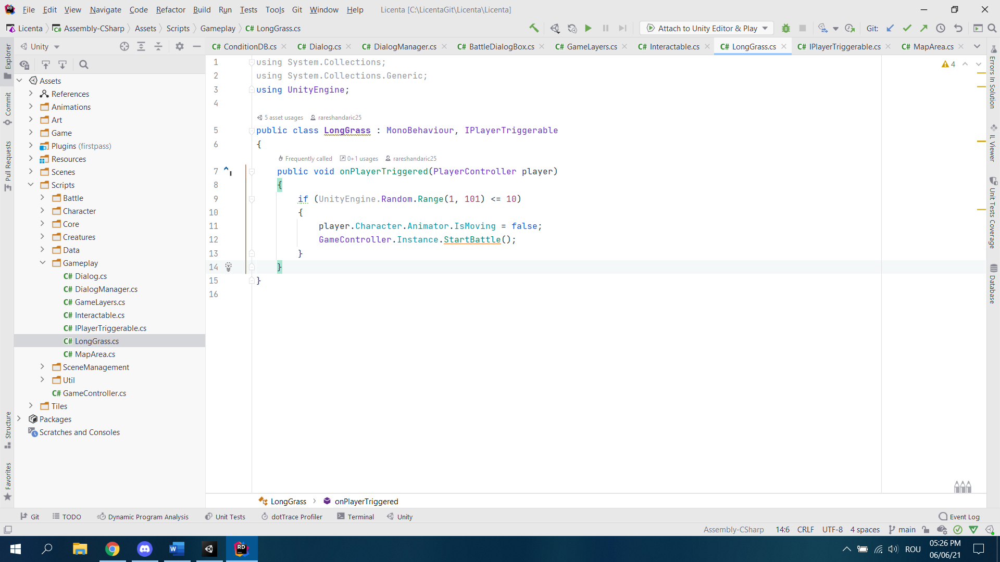 File Edit View Navigate Code Refactor Build Run Tests Tools Git Window Help Licenta [C:\LicentaGit\Licenta\Licenta]
Licenta Assembly-CSharp Assets Scripts Gameplay C# LongGrass.cs Attach to Unity Editor & Play Git:
Unity
C# ConditionDB.cs C# Dialog.cs C# DialogManager.cs C# BattleDialogBox.cs C# GameLayers.cs C# Interactable.cs C# LongGrass.cs C# IPlayerTriggerable.cs C# MapArea.cs
Explorer
Commit
Pull Requests
Structure
Favorites
Assets
References
Animations
Art
Game
Plugins (firstpass)
Resources
Scenes
Scripts
Battle
Character
Core
Creatures
Data
Gameplay
C# Dialog.cs
C# DialogManager.cs
C# GameLayers.cs
C# Interactable.cs
C# IPlayerTriggerable.cs
C# LongGrass.cs
C# MapArea.cs
SceneManagement
Util
C# GameController.cs
Tiles
Packages
Scratches and Consoles
1 using System.Collections;
2 using System.Collections.Generic;
3 using UnityEngine;
4
5 asset usages rareshandaric25
5 public class LongGrass : MonoBehaviour, IPlayerTriggerable
6 {
Frequently called 0+1 usages rareshandaric25
7 public void onPlayerTriggered(PlayerController player)
8 {
9 if (UnityEngine.Random.Range(1, 101) <= 10)
10 {
11 player.Character.Animator.IsMoving = false;
12 GameController.Instance.StartBattle();
13 }
14 }
15 }
16
4
Errors In Solution
IL Viewer
Unit Tests Coverage
Database
LongGrass onPlayerTriggered
Git TODO Dynamic Program Analysis Unit Tests dotTrace Profiler Terminal Unity Event Log
Assembly-CSharp 14:6 CRLF UTF-8 4 spaces main
ROU 05:26 PM
06/06/21